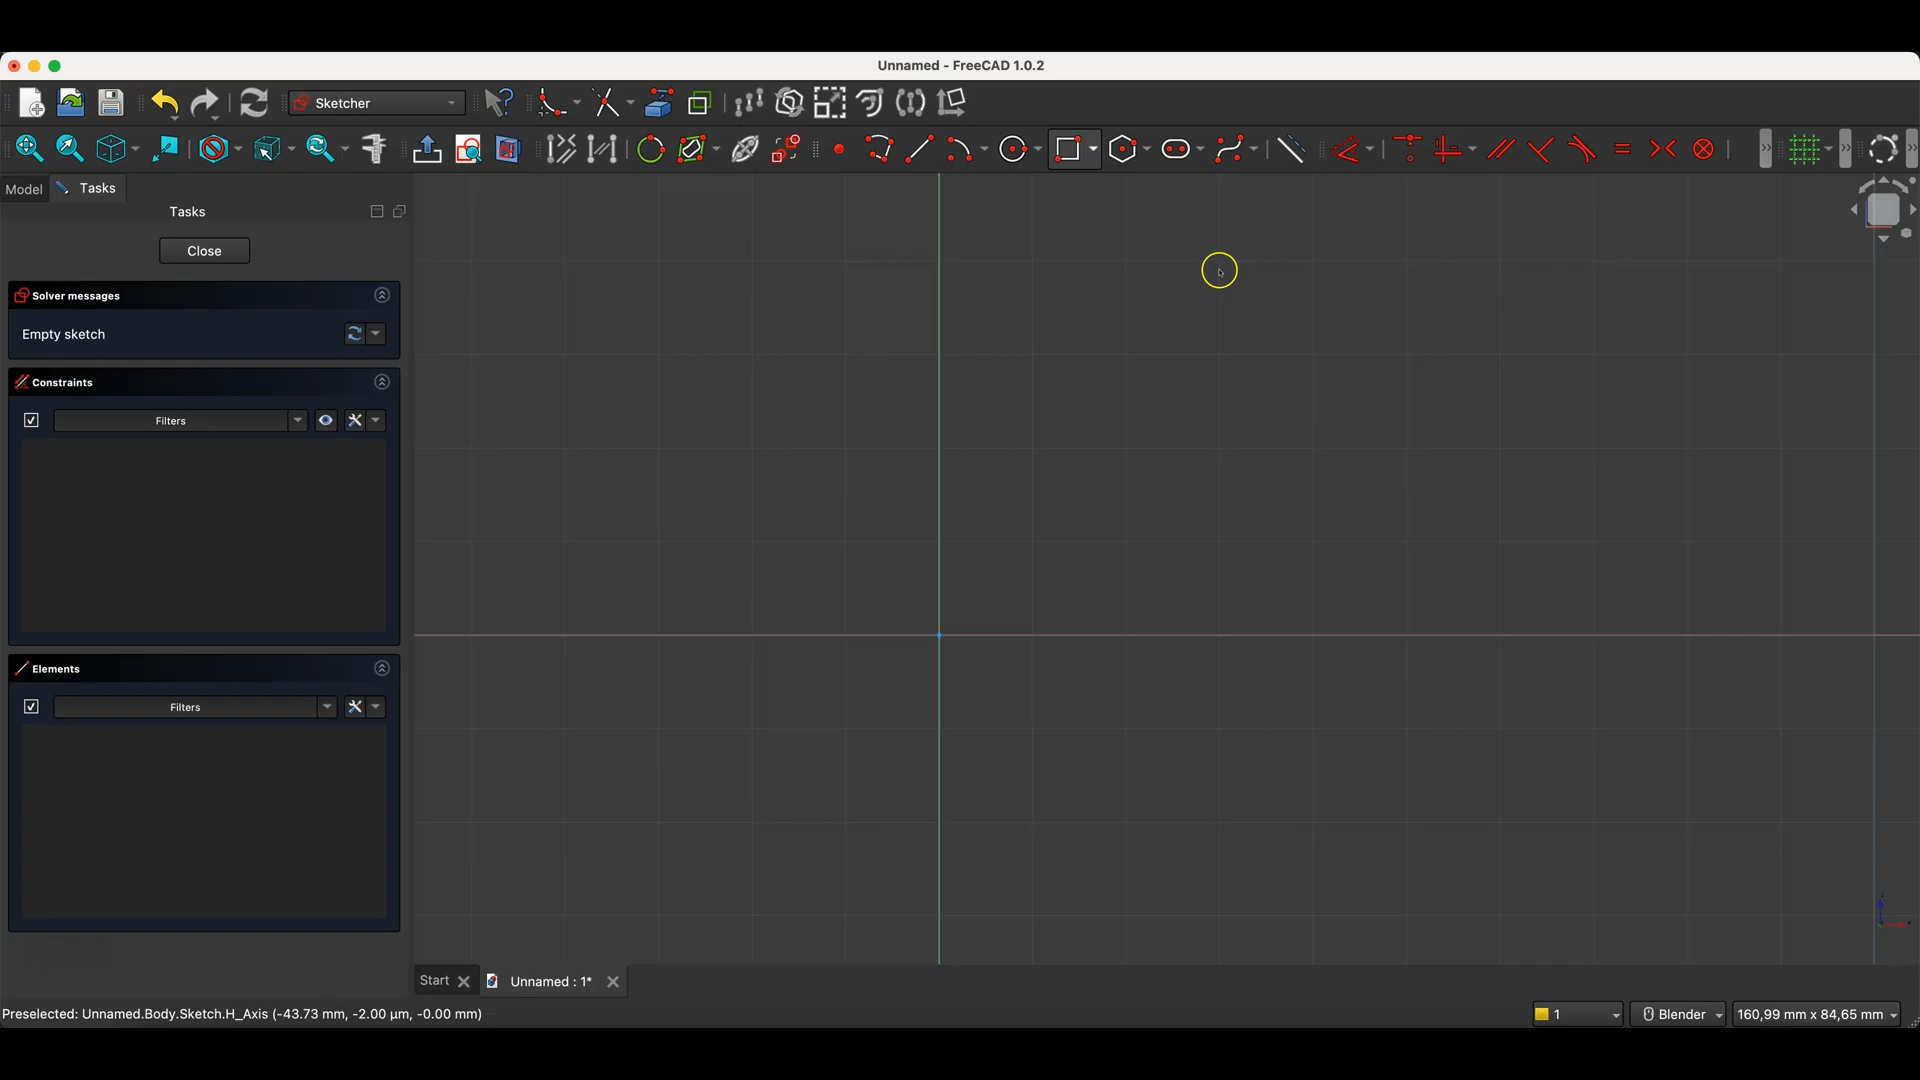 Unnamed - FreeCAD 1.0.2
Sketcher
Model
Tasks
Tasks
Close
Solver messages
Empty sketch
Constraints
Filters
Elements
Filters
Start
Unnamed : 1*
Preselected: Unnamed.Body.Sketch.H_Axis (-43.73 mm, -2.00 µm, -0.00 mm)
1
Blender
160,99 mm x 84,65 mm